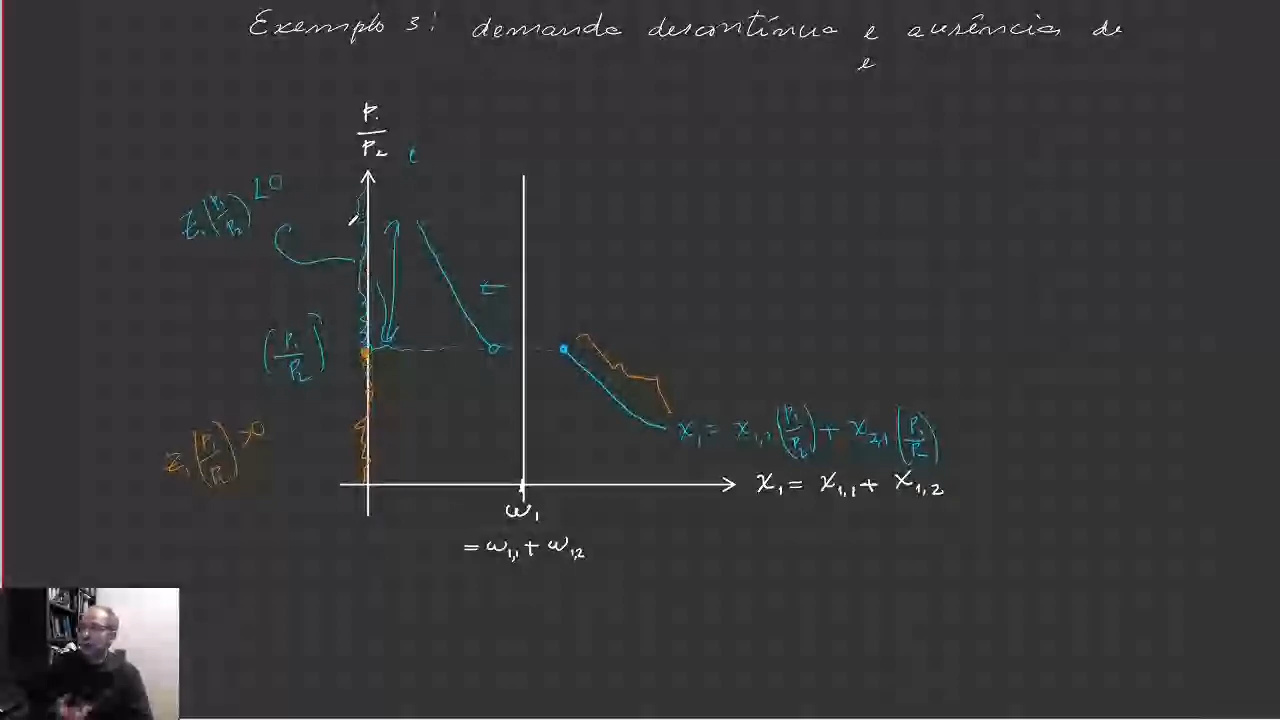 Exemplo 3: demanda descontínua e ausência de
e
P₁/P₂
Z₁(P₁/P₂) < 0
(P₁/P₂)
Z₁(P₁/P₂) > 0
x₁ = x₁,₁(P₁/P₂) + x₂,₁(P₁/P₂)
x₁ = x₁,₁ + x₁,₂
ω₁
= ω₁,₁ + ω₁,₂